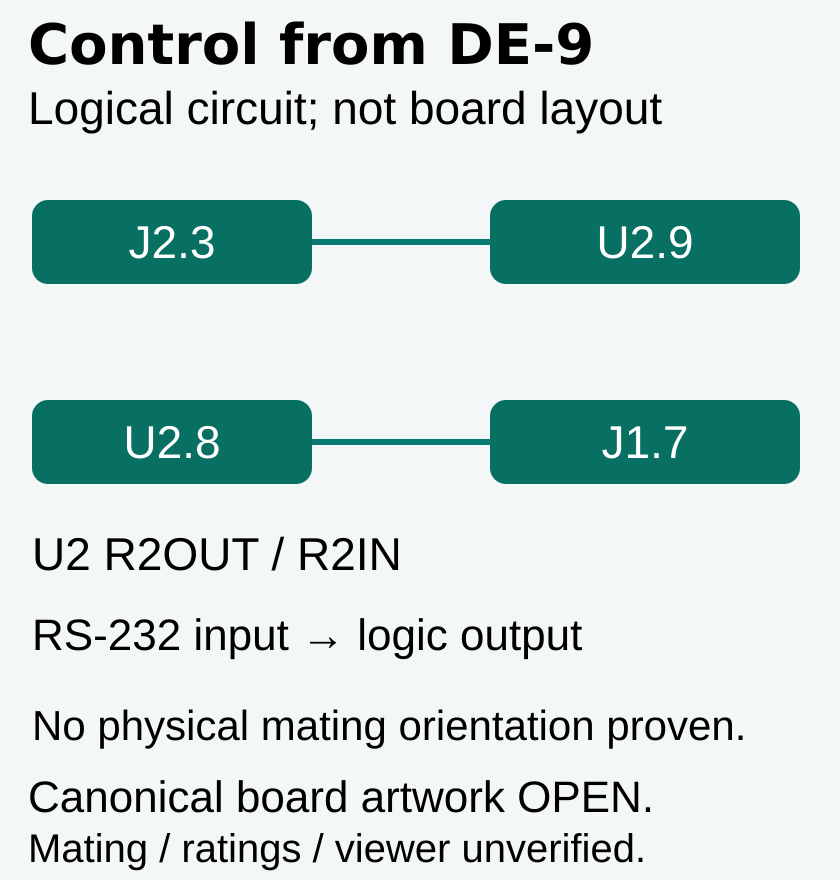 Control from DE-9
Logical circuit; not board layout
J2.3
U2.9
U2.8
J1.7
U2 R2OUT / R2IN
RS-232 input → logic output
No physical mating orientation proven.
Canonical board artwork OPEN.
Mating / ratings / viewer unverified.